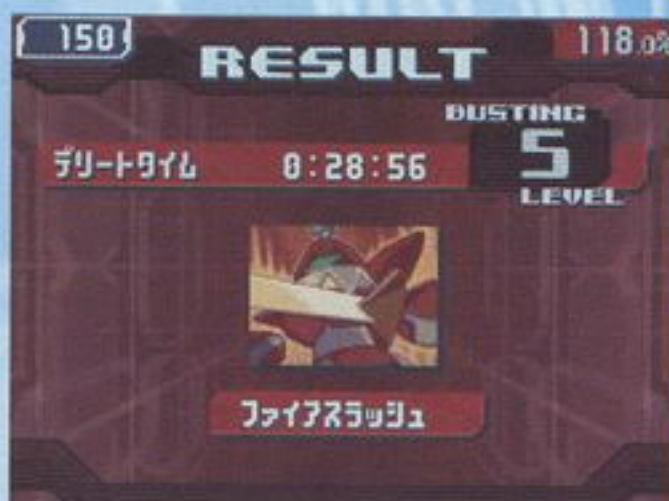 150
118.0%
RESULT
BUSTING
デリートタイム 0:28:56 5
LEVEL
ファイアスラッシュ